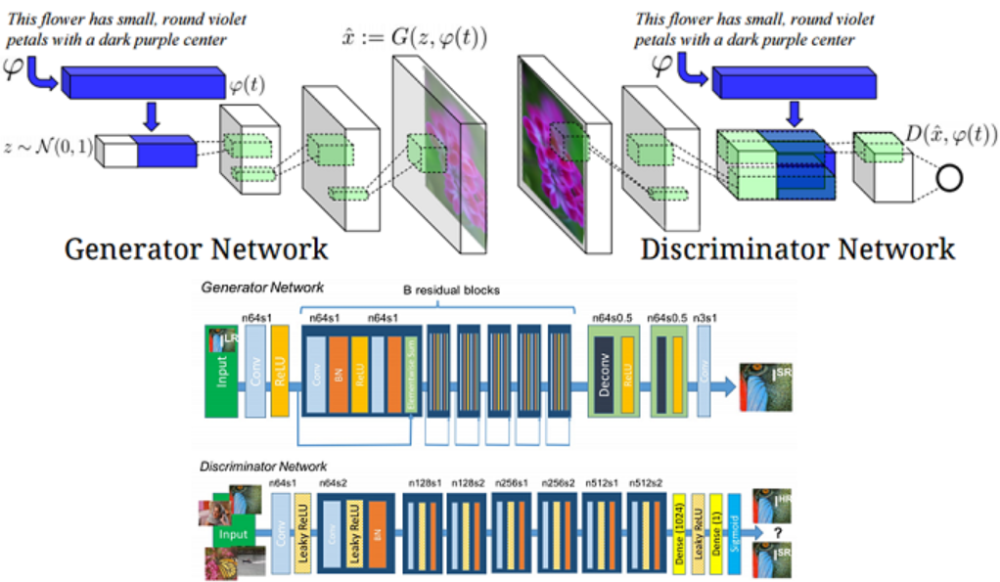 This flower has small, round violet
petals with a dark purple center
φ
φ(t)
z ~ N(0, 1)
x̂ := G(z, φ(t))
Generator Network
This flower has small, round violet
petals with a dark purple center
φ
D(x̂, φ(t))
Discriminator Network
Generator Network
B residual blocks
n64s1
n64s1
n64s1
n64s0.5
n64s0.5
n3s1
I LR
Input
Conv
ReLU
Conv
BN
ReLU
Elementwise Sum
Deconv
ReLU
Conv
I SR
Discriminator Network
n64s1
n64s2
n128s1
n128s2
n256s1
n256s2
n512s1
n512s2
Input
Conv
Leaky ReLU
Conv
Leaky ReLU
BN
Dense (1024)
Leaky ReLU
Dense (1)
Sigmoid
I HR
?
I SR